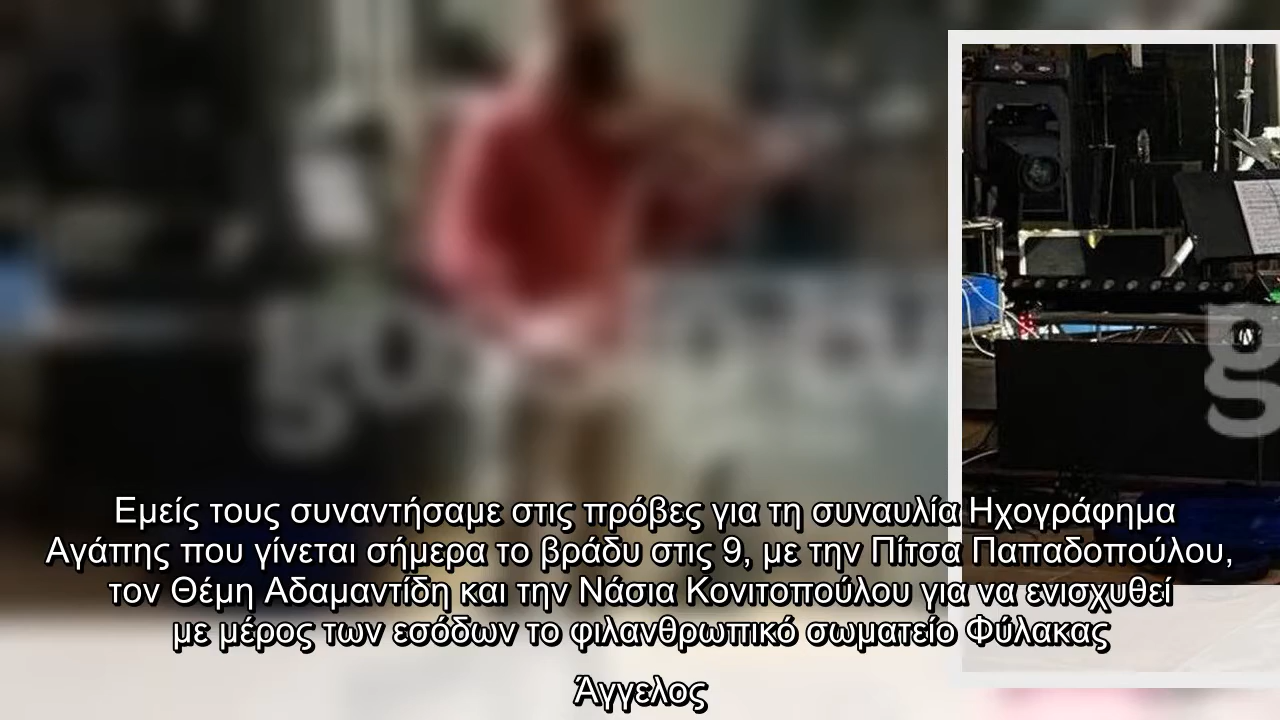 Εμείς τους συναντήσαμε στις πρόβες για τη συναυλία Ηχογράφημα
Αγάπης που γίνεται σήμερα το βράδυ στις 9, με την Πίτσα Παπαδοπούλου,
τον Θέμη Αδαμαντίδη και την Νάσια Κονιτοπούλου για να ενισχυθεί
με μέρος των εσόδων το φιλανθρωπικό σωματείο Φύλακας
Άγγελος